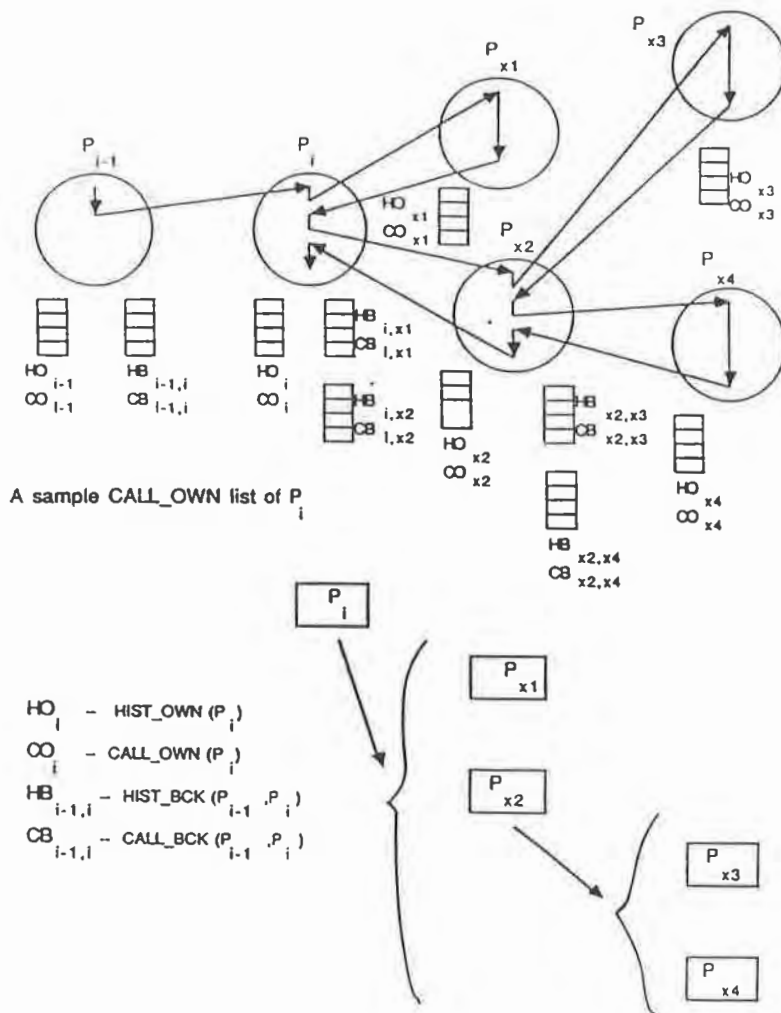 P x3
P x1
P i-1
P i
HO x3
CO x3
HO x1
CO x1
P x2
P x4
HB i,x1
CB I,x1
HO i-1
CO I-1
HB i-1,i
CB i-1,i
HO i
CO i
HB i,x2
CB I,x2
HO x2
CO x2
HB x2,x3
CB x2,x3
HO x4
CO x4
A sample CALL_OWN list of P i
HB x2,x4
CB x2,x4
P i
P x1
HO I – HIST_OWN (P i)
CO i – CALL_OWN (P i)
HB i-1,i – HIST_BCK (P i-1 ,P i)
CB i-1,i – CALL_BCK (P i-1 ,P i)
P x2
P x3
P x4